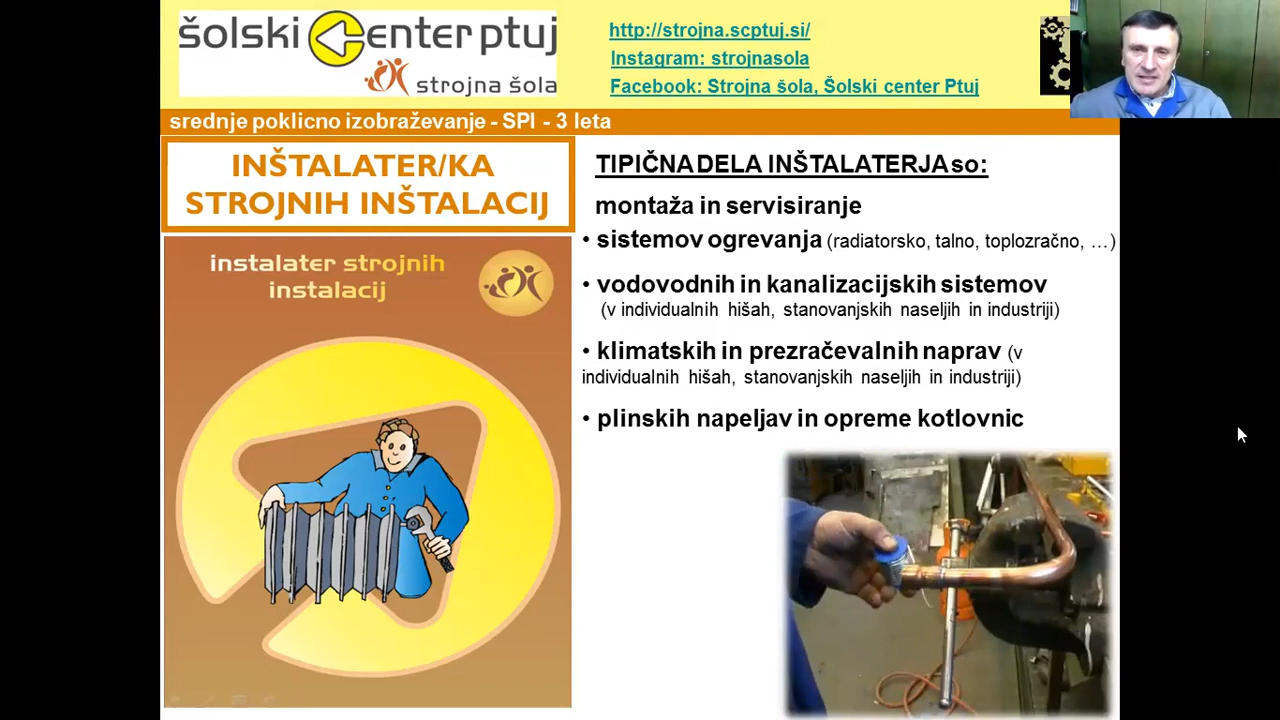 šolski center ptuj
strojna šola
http://strojna.scptuj.si/
Instagram: strojnasola
Facebook: Strojna šola, Šolski center Ptuj
srednje poklicno izobraževanje - SPI - 3 leta
INŠTALATER/KA
STROJNIH INŠTALACIJ
instalater strojnih
instalacij
TIPIČNA DELA INŠTALATERJA so:
montaža in servisiranje
• sistemov ogrevanja (radiatorsko, talno, toplozračno, …)
• vodovodnih in kanalizacijskih sistemov
(v individualnih hišah, stanovanjskih naseljih in industriji)
• klimatskih in prezračevalnih naprav (v
individualnih hišah, stanovanjskih naseljih in industriji)
• plinskih napeljav in opreme kotlovnic